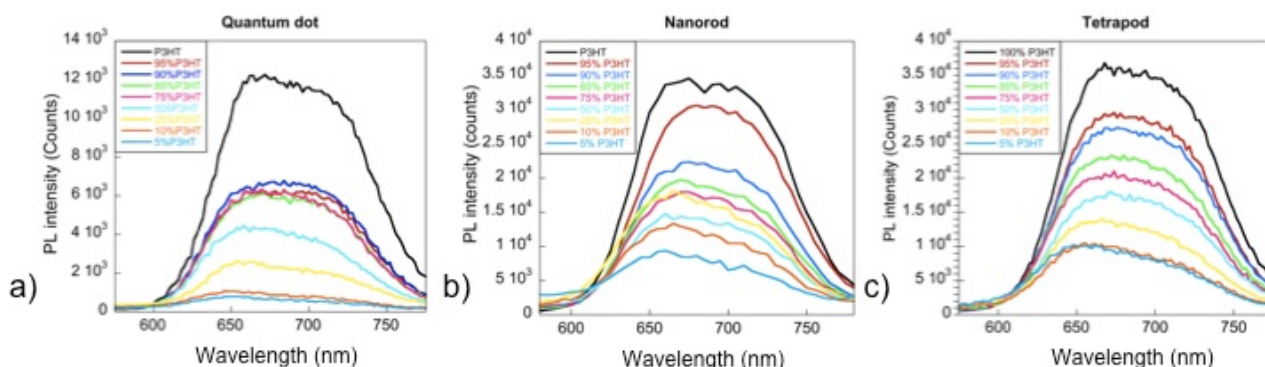 Quantum dot
14 10³
12 10³
10 10³
8 10³
6 10³
4 10³
2 10³
0
PL intensity (Counts)
P3HT
95%P3HT
90%P3HT
85%P3HT
75%P3HT
505P3HT
25%P3HT
10%P3HT
5%P3HT
600
650
700
750
Wavelength (nm)
a)
Nanorod
4 10⁴
3.5 10⁴
3 10⁴
2.5 10⁴
2 10⁴
1.5 10⁴
1 10⁴
5 10³
0
PL intensity (counts)
P3HT
95% P3HT
90% P3HT
85% P3HT
75% P3HT
50% P3HT
25% P3HT
10% P3HT
5% P3HT
600
650
700
750
Wavelength (nm)
b)
Tetrapod
4 10⁴
3.5 10⁴
3 10⁴
2.5 10⁴
2 10⁴
1.5 10⁴
1 10⁴
5 10³
0
PL intensity (Counts)
100% P3HT
95% P3HT
90% P3HT
85% P3HT
75% P3HT
50% P3HT
25% P3HT
10% P3HT
5% P3HT
600
650
700
750
Wavelength (nm)
c)